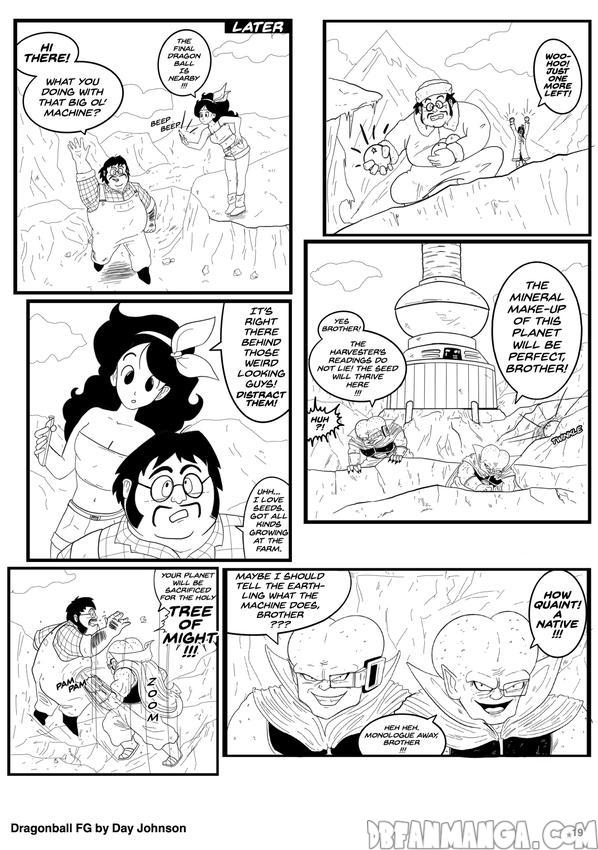 WOO-
HOO!
JUST
ONE
MORE
LEFT!
LATER
THE
FINAL
DRAGON
BALL
IS
NEARBY
!!!
BEEP
BEEP!
HI
THERE!
WHAT YOU
DOING WITH
THAT BIG OL'
MACHINE?
THE
MINERAL
MAKE-UP
OF THIS
PLANET
WILL BE
PERFECT,
BROTHER!
YES
BROTHER!
THE
HARVESTER'S
READINGS DO
NOT LIE! THE SEED
WILL THRIVE
HERE
!!!
TWINKLE
HUH
?!
IT'S
RIGHT
THERE
BEHIND
THOSE
WEIRD
LOOKING
GUYS!
DISTRACT
THEM!
UHH...
I LOVE
SEEDS.
GOT ALL
KINDS
GROWING
AT THE
FARM.
HOW
QUAINT!
A
NATIVE
!!!
MAYBE I SHOULD
TELL THE EARTH-
LING WHAT THE
MACHINE DOES,
BROTHER
???
HEH HEH,
MONOLOGUE AWAY,
BROTHER
!!!
YOUR PLANET
WILL BE
SACRIFICED
FOR THE HOLY
TREE
OF
MIGHT
!!!
PAM,
PAM
ZOOM
Dragonball FG by Day Johnson
19
DBFANMANGA.COM